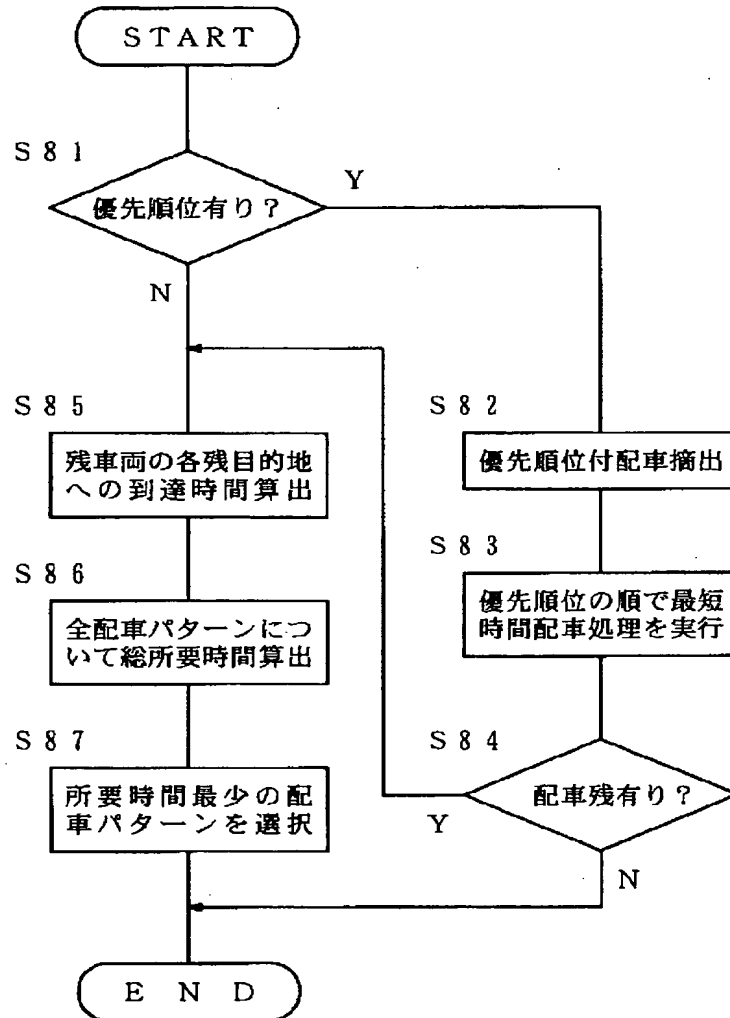 START
S81
優先順位有り?
Y
N
S85
残車両の各残目的地
への到達時間算出
S86
全配車パターンにつ
いて総所要時間算出
S87
所要時間最少の配
車パターンを選択
S82
優先順位付配車摘出
S83
優先順位の順で最短
時間配車処理を実行
S84
配車残有り?
Y
N
END